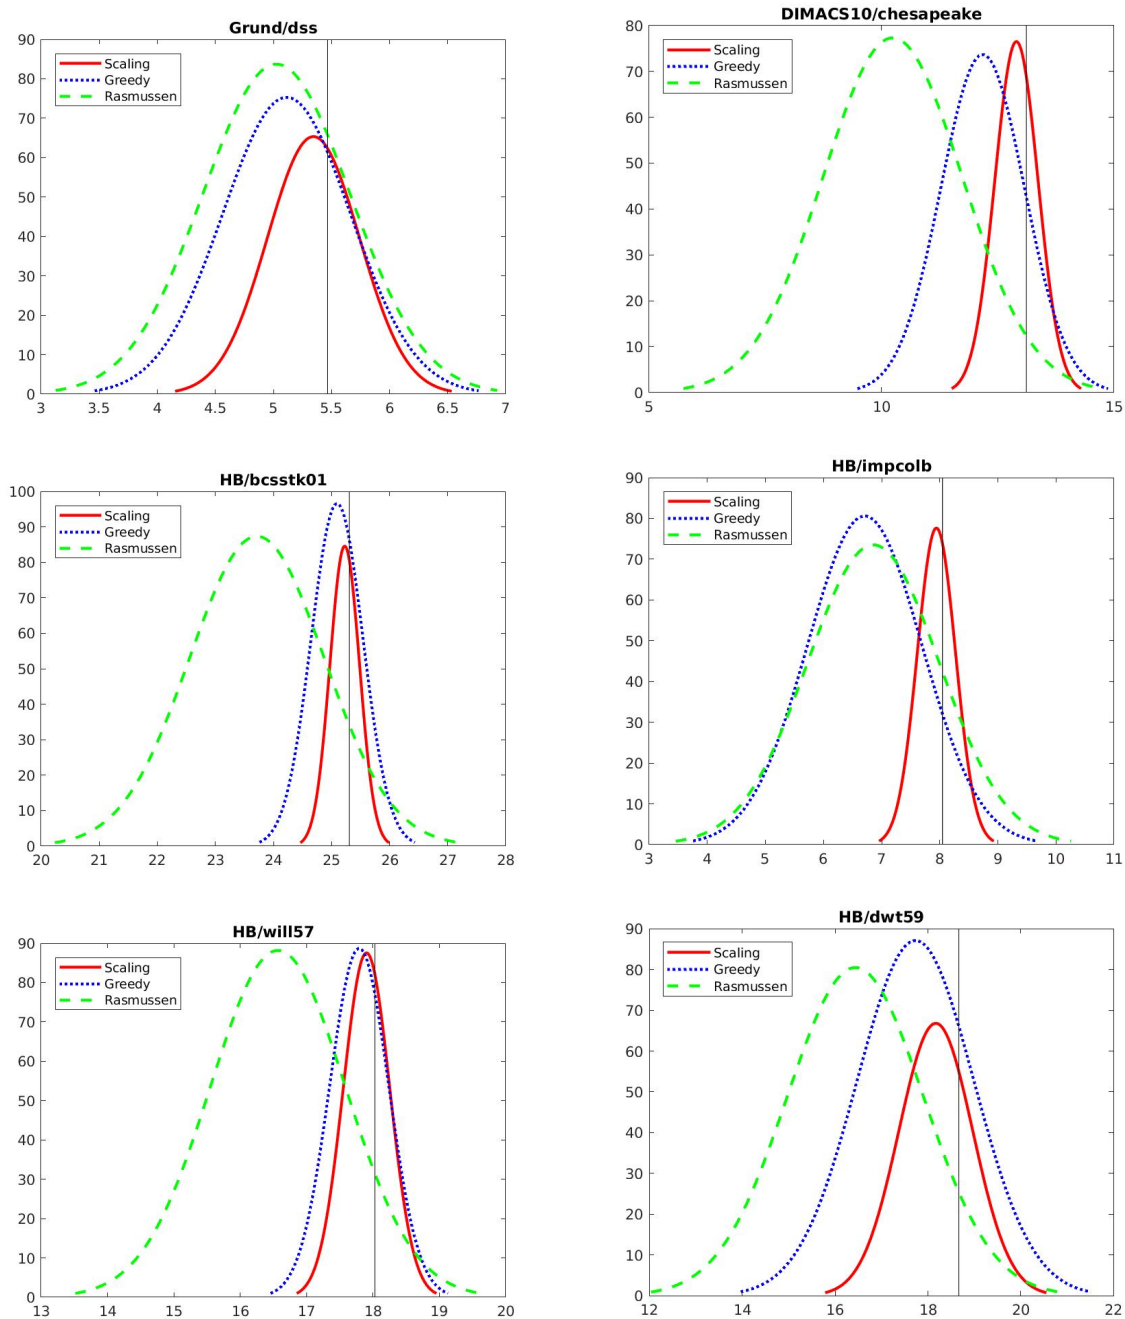 Grund/dss
90
80
70
60
50
40
30
20
10
0
3 3.5 4 4.5 5 5.5 6 6.5 7
Scaling
Greedy
Rasmussen
DIMACS10/chesapeake
80
70
60
50
40
30
20
10
0
5 10 15
Scaling
Greedy
Rasmussen
HB/bcsstk01
100
90
80
70
60
50
40
30
20
10
0
20 21 22 23 24 25 26 27 28
Scaling
Greedy
Rasmussen
HB/impcolb
90
80
70
60
50
40
30
20
10
0
3 4 5 6 7 8 9 10 11
Scaling
Greedy
Rasmussen
HB/will57
90
80
70
60
50
40
30
20
10
0
13 14 15 16 17 18 19 20
Scaling
Greedy
Rasmussen
HB/dwt59
90
80
70
60
50
40
30
20
10
0
12 14 16 18 20 22
Scaling
Greedy
Rasmussen